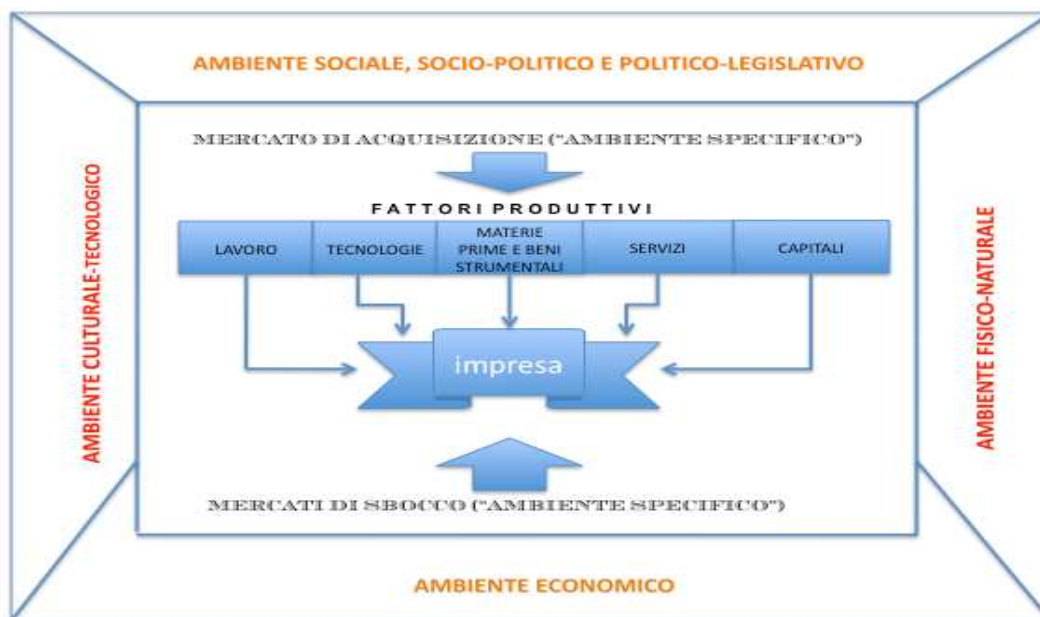 AMBIENTE SOCIALE, SOCIO-POLITICO E POLITICO-LEGISLATIVO
MERCATO DI ACQUISIZIONE ("AMBIENTE SPECIFICO")
FATTORI PRODUTTIVI
LAVORO
TECNOLOGIE
MATERIE
PRIME E BENI
STRUMENTALI
SERVIZI
CAPITALI
impresa
MERCATI DI SBOCCO ("AMBIENTE SPECIFICO")
AMBIENTE CULTURALE-TECNOLOGICO
AMBIENTE FISICO-NATURALE
AMBIENTE ECONOMICO